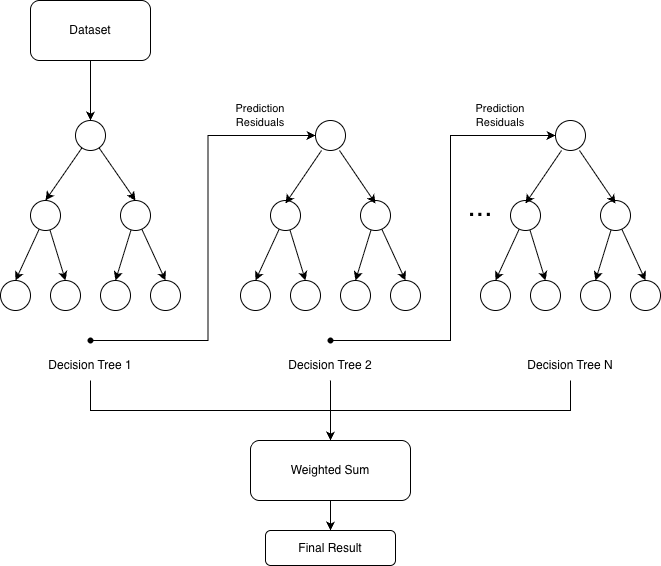 Dataset
Prediction
Residuals
Prediction
Residuals
...
Decision Tree 1
Decision Tree 2
Decision Tree N
Weighted Sum
Final Result